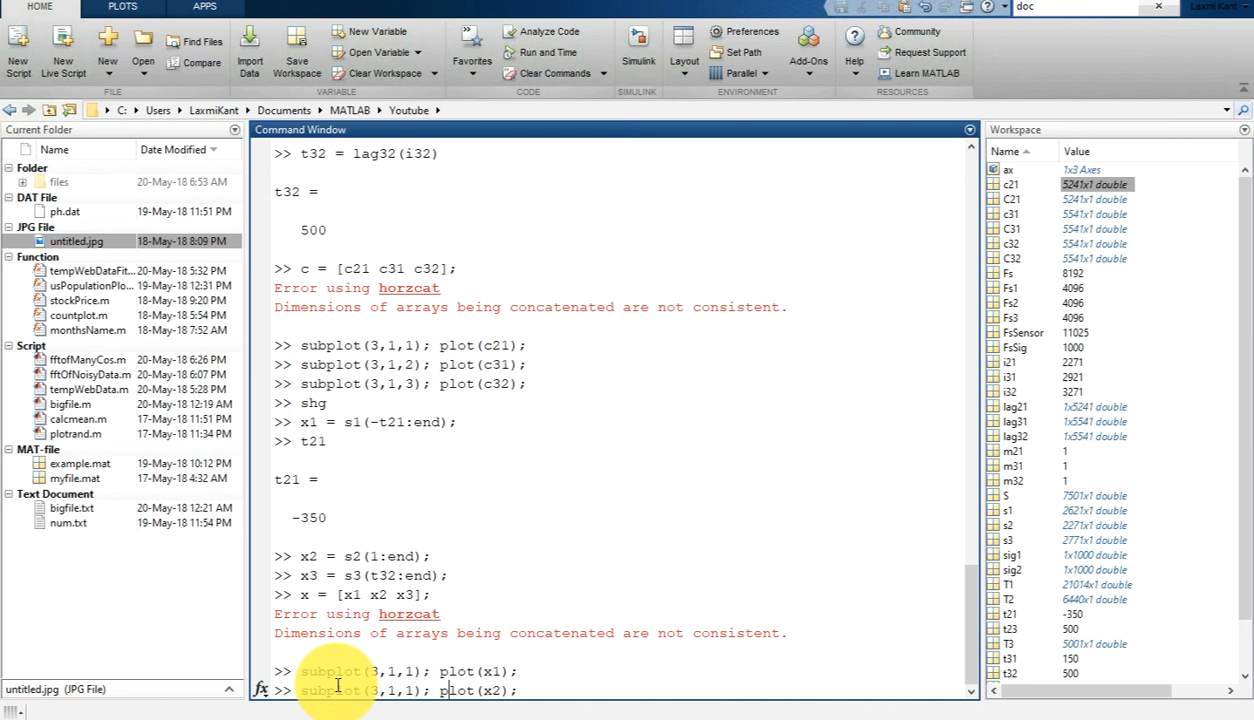 HOME PLOTS APPS doc Laxmi Kant
New Script
New Live Script
New
Open
Find Files
Compare
Import Data
Save Workspace
New Variable
Open Variable
Clear Workspace
Favorites
Analyze Code
Run and Time
Clear Commands
Simulink
Layout
Preferences
Set Path
Parallel
Add-Ons
Help
Community
Request Support
Learn MATLAB
FILE VARIABLE CODE SIMULINK ENVIRONMENT RESOURCES
C: Users LaxmiKant Documents MATLAB Youtube
Current Folder
Name Date Modified
Folder
files 20-May-18 6:53 AM
DAT File
ph.dat 19-May-18 11:51 PM
JPG File
untitled.jpg 18-May-18 8:09 PM
Function
tempWebDataFit... 20-May-18 5:32 PM
usPopulationPlo... 19-May-18 12:31 PM
stockPrice.m 18-May-18 9:20 PM
countplot.m 18-May-18 5:54 PM
monthsName.m 18-May-18 7:52 AM
Script
fftofManyCos.m 20-May-18 6:26 PM
fftOfNoisyData.m 20-May-18 6:07 PM
tempWebData.m 20-May-18 5:28 PM
bigfile.m 20-May-18 12:19 AM
calcmean.m 17-May-18 11:51 PM
plotrand.m 17-May-18 11:34 PM
MAT-file
example.mat 19-May-18 10:12 PM
myfile.mat 17-May-18 4:32 AM
Text Document
bigfile.txt 20-May-18 12:21 AM
num.txt 19-May-18 11:54 PM
untitled.jpg (JPG File)
Command Window
>> t32 = lag32(i32)
t32 =
500
>> c = [c21 c31 c32];
Error using horzcat
Dimensions of arrays being concatenated are not consistent.
>> subplot(3,1,1); plot(c21);
>> subplot(3,1,2); plot(c31);
>> subplot(3,1,3); plot(c32);
>> shg
>> x1 = s1(-t21:end);
>> t21
t21 =
-350
>> x2 = s2(1:end);
>> x3 = s3(t32:end);
>> x = [x1 x2 x3];
Error using horzcat
Dimensions of arrays being concatenated are not consistent.
>> subplot(3,1,1); plot(x1);
fx >> subplot(3,1,1); plot(x2);
Workspace
Name Value
ax 1x3 Axes
c21 5241x1 double
C21 5241x1 double
c31 5541x1 double
C31 5541x1 double
c32 5541x1 double
C32 5541x1 double
Fs 8192
Fs1 4096
Fs2 4096
Fs3 4096
FsSensor 11025
FsSig 1000
i21 2271
i31 2921
i32 3271
lag21 1x5241 double
lag31 1x5541 double
lag32 1x5541 double
m21 1
m31 1
m32 1
S 7501x1 double
s1 2621x1 double
s2 2271x1 double
s3 2771x1 double
sig1 1x1000 double
sig2 1x1000 double
T1 21014x1 double
T2 6440x1 double
t21 -350
t23 500
T3 5001x1 double
t31 150
t32 500